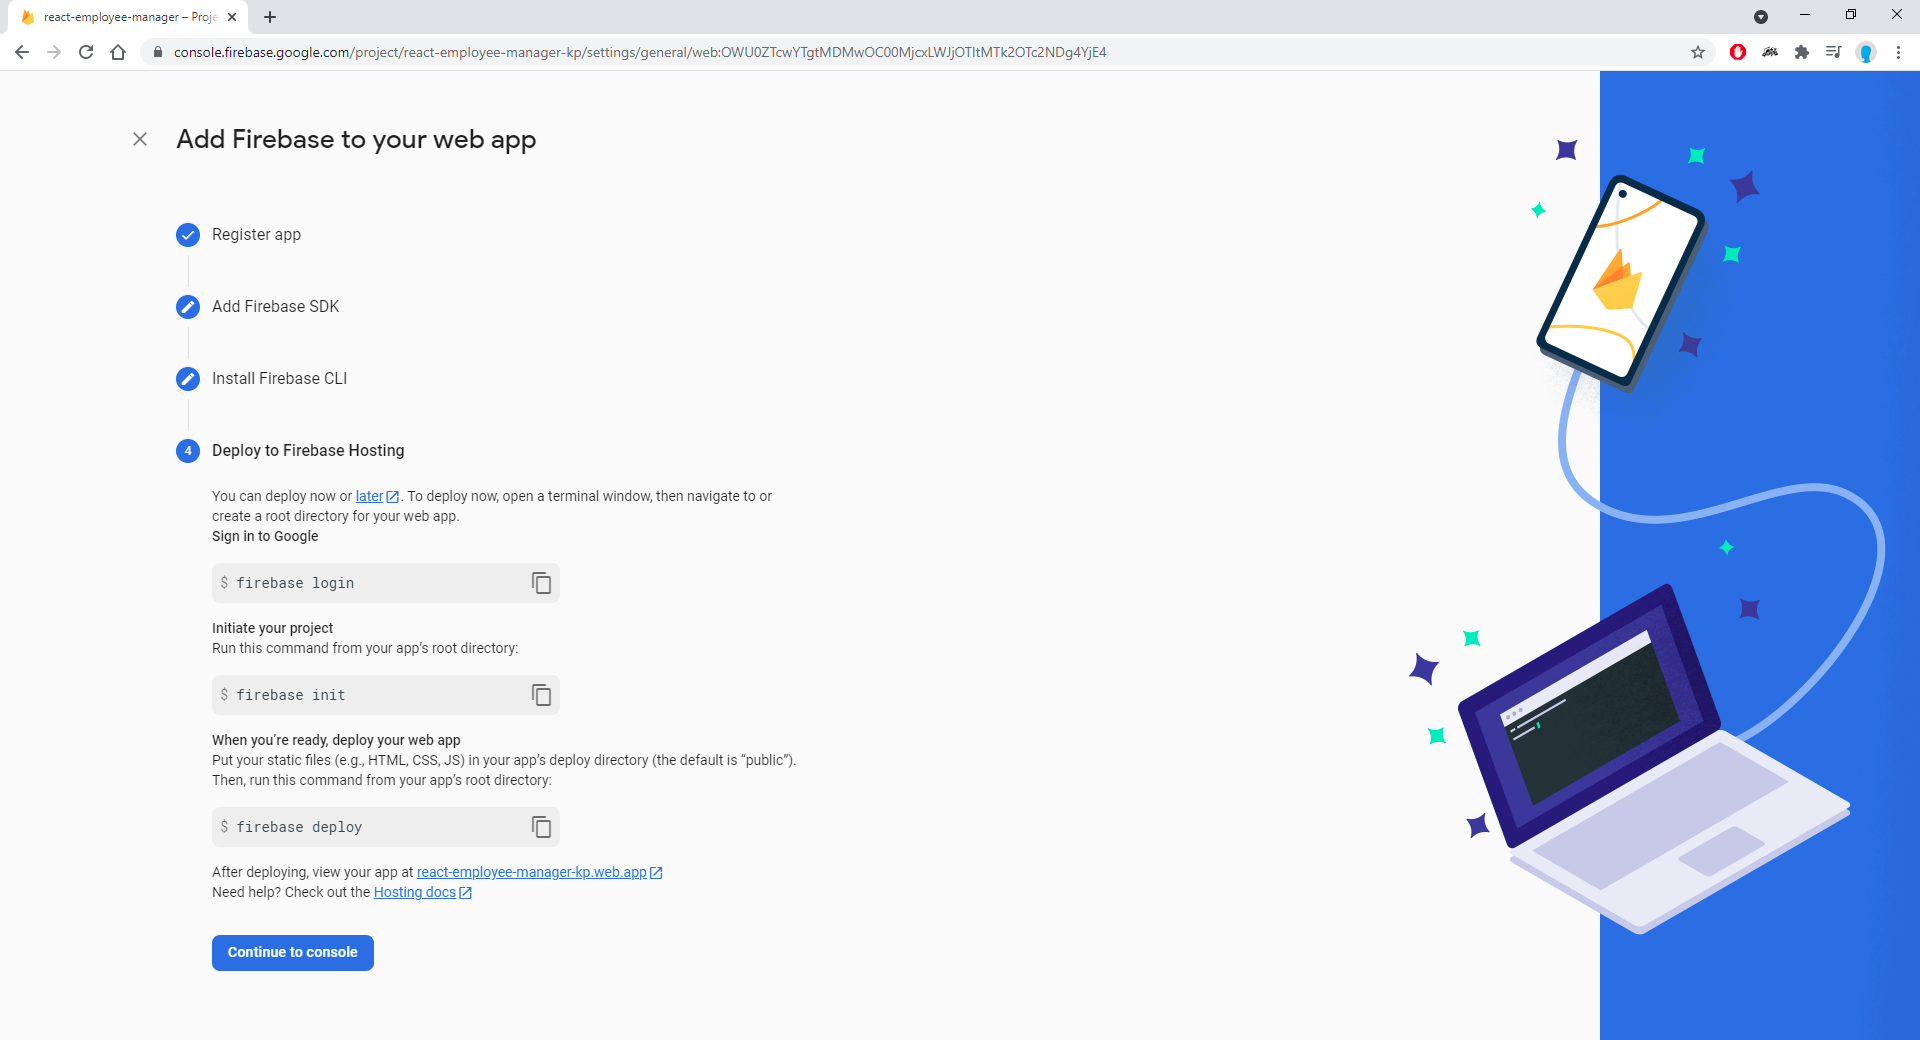 react-employee-manager – Proje
console.firebase.google.com/project/react-employee-manager-kp/settings/general/web:OWU0ZTcwYTgtMDMwOC00MjcxLWJjOTItMTk2OTc2NDg4YjE4
Add Firebase to your web app
Register app
Add Firebase SDK
Install Firebase CLI
4 Deploy to Firebase Hosting
You can deploy now or later. To deploy now, open a terminal window, then navigate to or
create a root directory for your web app.
Sign in to Google
$ firebase login
Initiate your project
Run this command from your app’s root directory:
$ firebase init
When you’re ready, deploy your web app
Put your static files (e.g., HTML, CSS, JS) in your app’s deploy directory (the default is “public”).
Then, run this command from your app’s root directory:
$ firebase deploy
After deploying, view your app at react-employee-manager-kp.web.app
Need help? Check out the Hosting docs
Continue to console